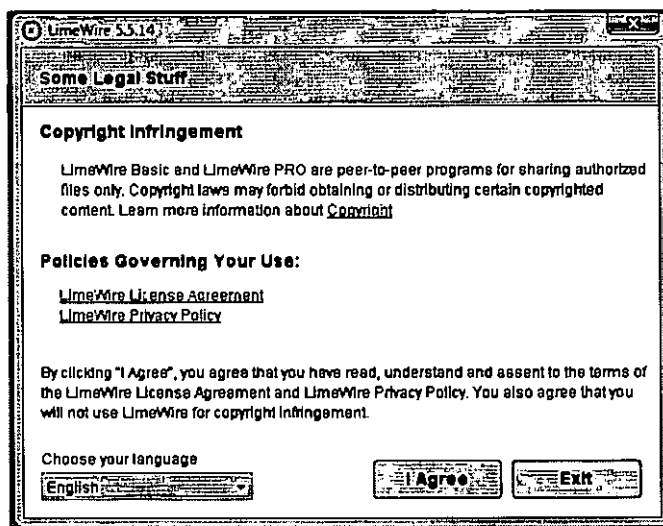 LimeWire 5.5.14
Some Legal Stuff
Copyright Infringement
LimeWire Basic and LimeWire PRO are peer-to-peer programs for sharing authorized
files only. Copyright laws may forbid obtaining or distributing certain copyrighted
content. Learn more information about Copyright
Policies Governing Your Use:
LimeWire License Agreement
LimeWire Privacy Policy
By clicking "I Agree", you agree that you have read, understand and assent to the terms of
the LimeWire License Agreement and LimeWire Privacy Policy. You also agree that you
will not use LimeWire for copyright infringement.
Choose your language
English
I Agree
Exit